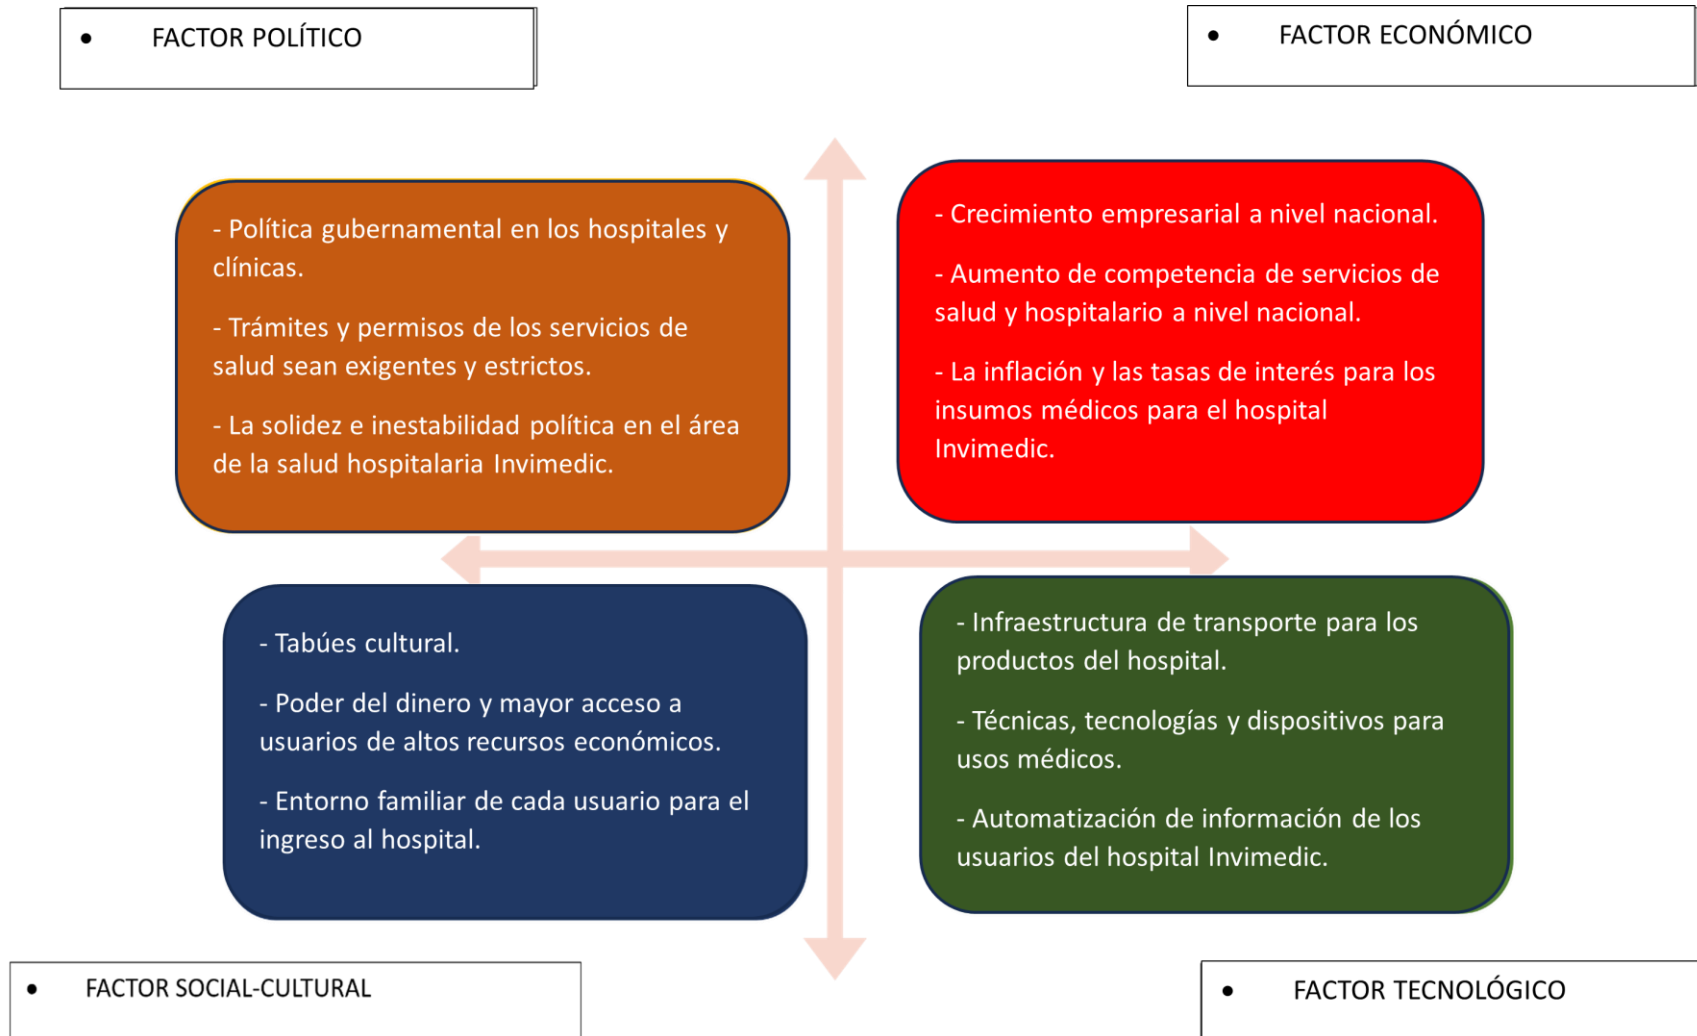 • FACTOR POLÍTICO
• FACTOR ECONÓMICO
- Política gubernamental en los hospitales y
clínicas.
- Trámites y permisos de los servicios de
salud sean exigentes y estrictos.
- La solidez e inestabilidad política en el área
de la salud hospitalaria Invimedic.
- Crecimiento empresarial a nivel nacional.
- Aumento de competencia de servicios de
salud y hospitalario a nivel nacional.
- La inflación y las tasas de interés para los
insumos médicos para el hospital
Invimedic.
- Tabúes cultural.
- Poder del dinero y mayor acceso a
usuarios de altos recursos económicos.
- Entorno familiar de cada usuario para el
ingreso al hospital.
- Infraestructura de transporte para los
productos del hospital.
- Técnicas, tecnologías y dispositivos para
usos médicos.
- Automatización de información de los
usuarios del hospital Invimedic.
• FACTOR SOCIAL-CULTURAL
• FACTOR TECNOLÓGICO